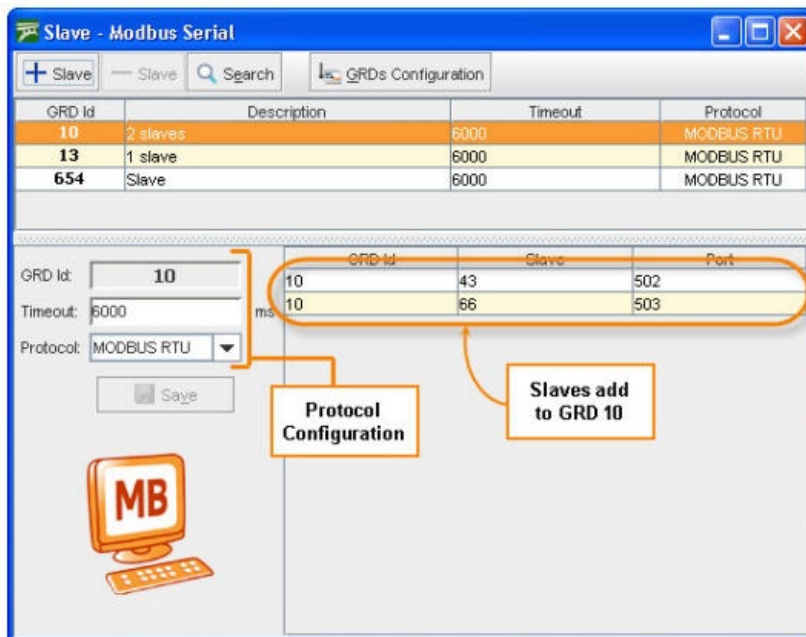 Slave - Modbus Serial
Slave
Slave
Search
GRDs Configuration
GRD Id Description Timeout Protocol
10 2 slaves 6000 MODBUS RTU
13 1 slave 6000 MODBUS RTU
654 Slave 6000 MODBUS RTU
GRD Id Slave Port
GRD Id: 10
10 43 502
Timeout: 6000 ms
10 66 503
Protocol: MODBUS RTU
Save
Protocol
Configuration
Slaves add
to GRD 10
MB